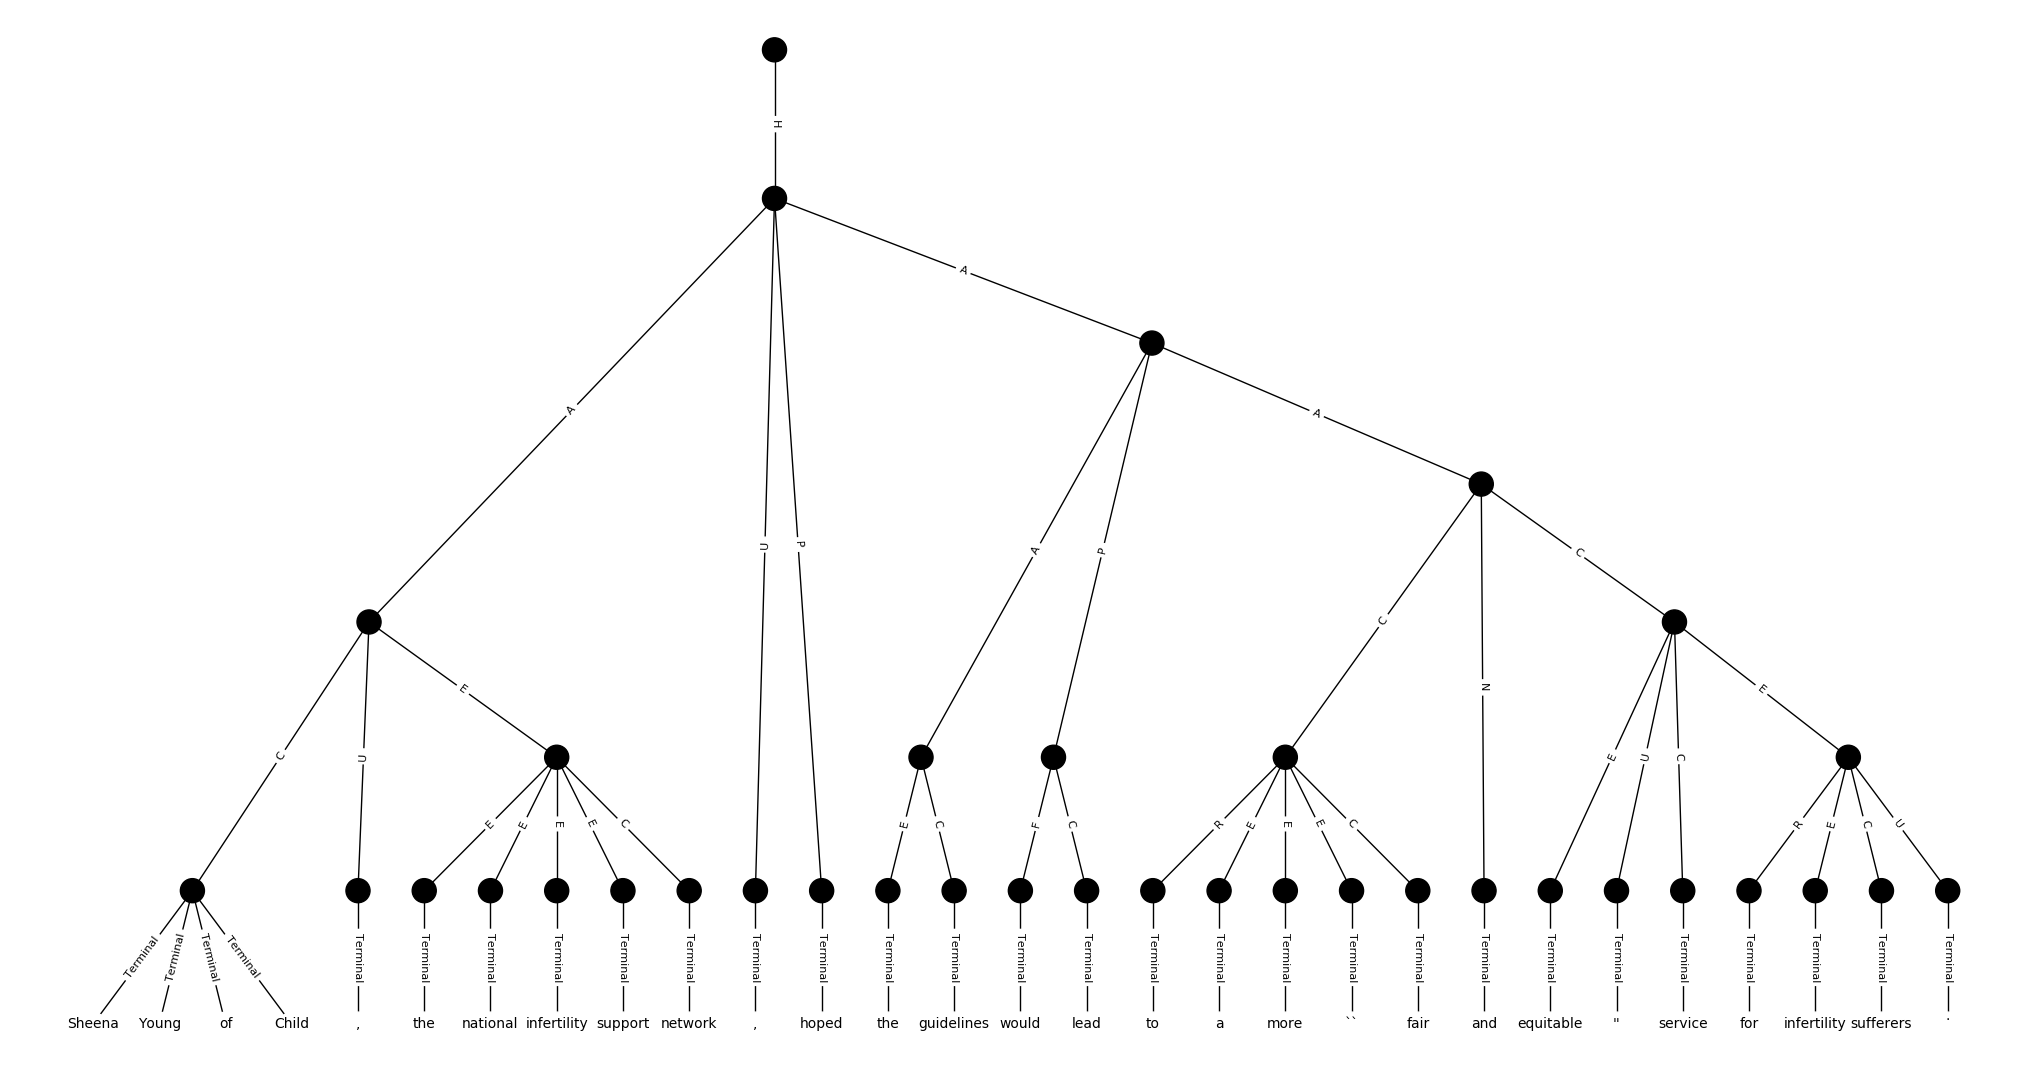 H
A
A
A
U
P
A
P
C
C
E
C
N
E
C
U
E
U
C
E
E
E
E
C
E
C
F
C
R
E
E
E
C
R
E
C
U
Terminal Terminal Terminal Terminal Terminal Terminal Terminal Terminal Terminal Terminal Terminal Terminal Terminal Terminal Terminal Terminal Terminal Terminal Terminal Terminal Terminal Terminal Terminal Terminal Terminal Terminal Terminal Terminal Terminal
Sheena Young of Child , the national infertility support network , hoped the guidelines would lead to a more `` fair and equitable " service for infertility sufferers .